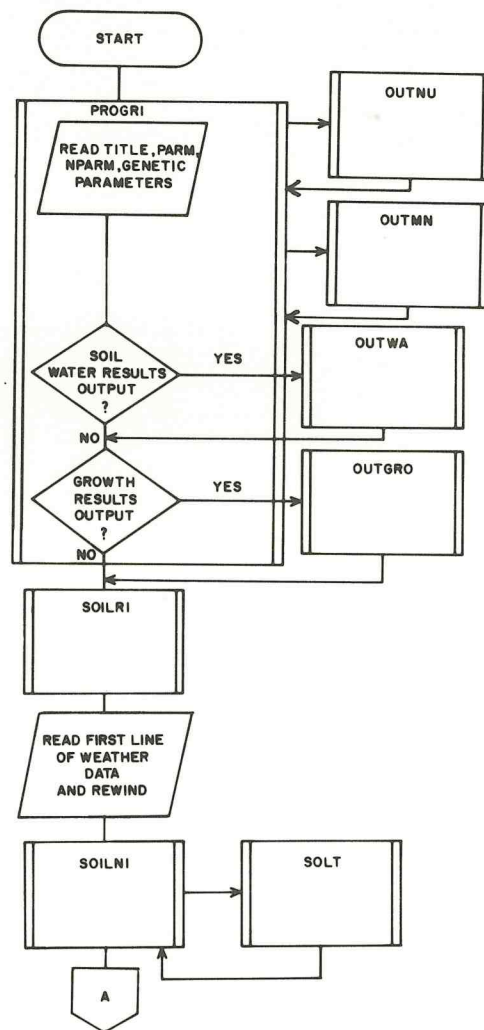 START
PROGRI
READ TITLE, PARM,
NPARM, GENETIC
PARAMETERS
OUTNU
OUTMN
SOIL
WATER RESULTS
OUTPUT
?
YES
OUTWA
NO
GROWTH
RESULTS
OUTPUT
?
YES
OUTGRO
NO
SOILRI
READ FIRST LINE
OF WEATHER
DATA
AND REWIND
SOILNI
SOLT
A